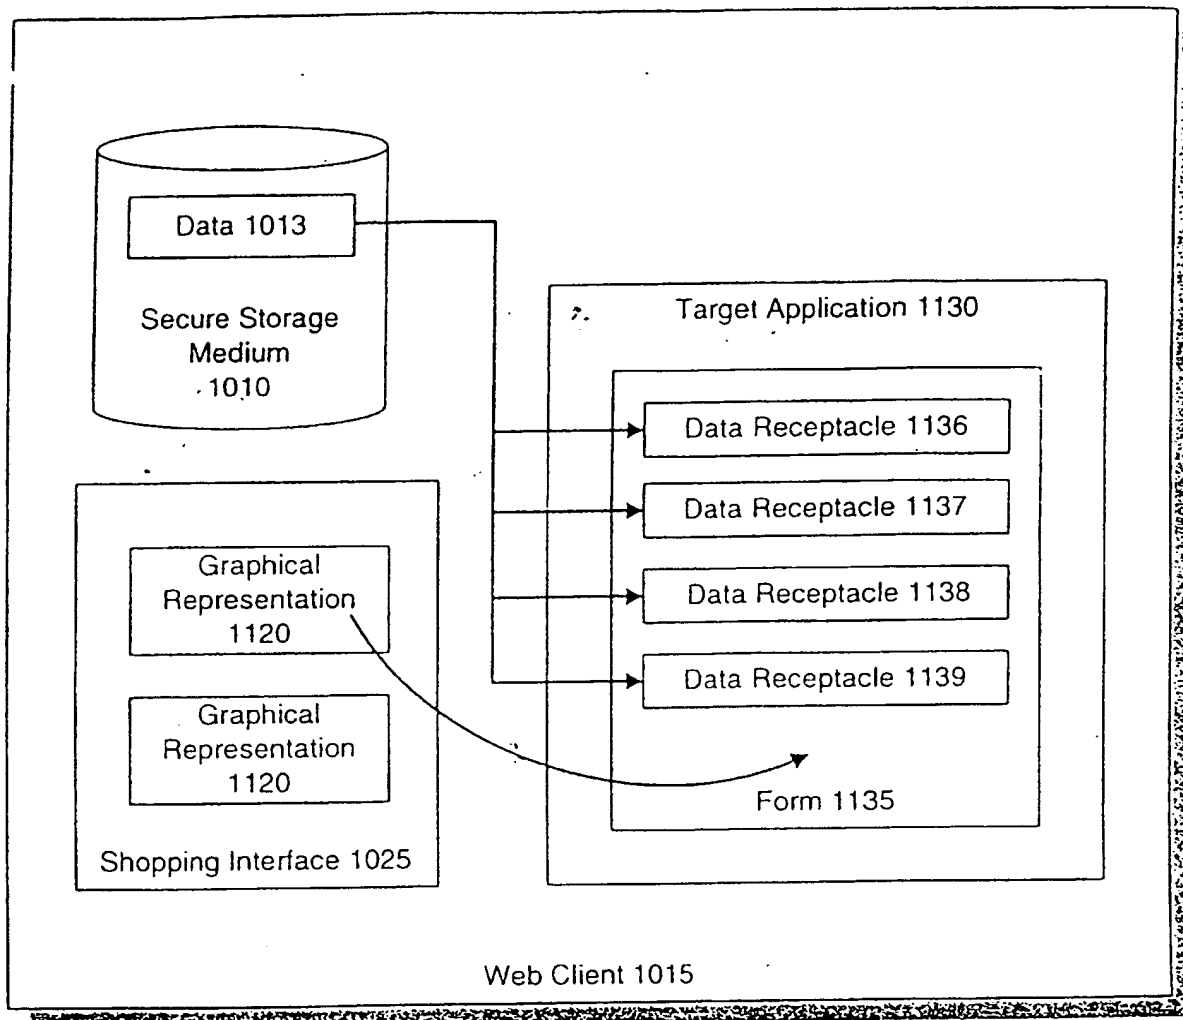 Data 1013
Secure Storage
Medium
1010
Target Application 1130
Data Receptacle 1136
Data Receptacle 1137
Data Receptacle 1138
Data Receptacle 1139
Form 1135
Graphical
Representation
1120
Graphical
Representation
1120
Shopping Interface 1025
Web Client 1015